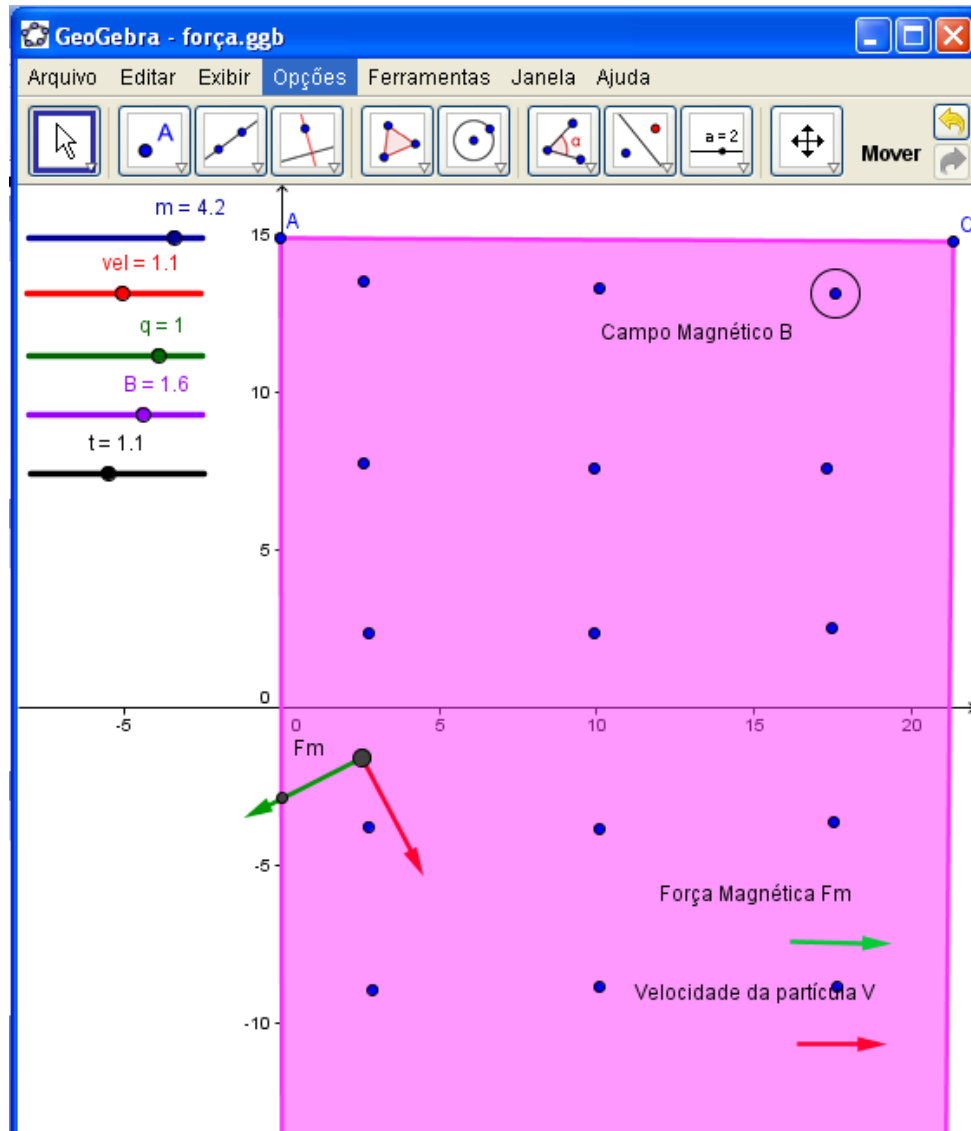 GeoGebra - força.ggb
Arquivo Editar Exibir Opções Ferramentas Janela Ajuda
A
α
a = 2
Mover
m = 4.2
vel = 1.1
q = 1
B = 1.6
t = 1.1
A
15
Campo Magnético B
10
5
0
-5 0 5 10 15 20
Fm
-5
Força Magnética Fm
Velocidade da partícula V
-10